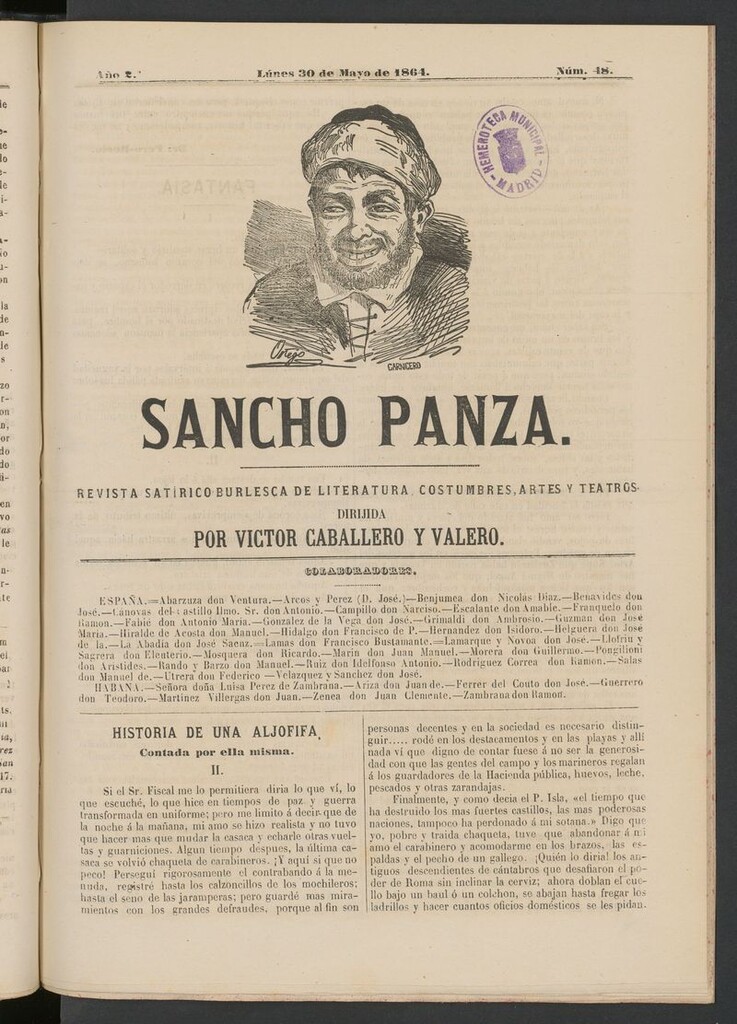 Año 2.º
Lúnes 30 de Mayo de 1864.
Núm. 48.
HEMEROTECA MUNICIPAL
MADRID
Ortego
CARNICERO
SANCHO PANZA.
REVISTA SATÍRICO BURLESCA DE LITERATURA, COSTUMBRES, ARTES Y TEATROS
DIRIJIDA
POR VICTOR CABALLERO Y VALERO.
COLABORADORES.
ESPAÑA.=Abarzuza don Ventura.—Arcos y Perez (D. José.)—Benjumea don Nicolás Diaz.—Benavides don
José.—Cánovas del Castillo Ilmo. Sr. don Antonio.—Campillo don Narciso.—Escalante don Amable.—Franquelo don
Ramon.—Fabié don Antonio Maria.—Gonzalez de la Vega don José.—Grimaldi don Ambrosio.—Guzman don José
Maria.—Hiralde de Acosta don Manuel.—Hidalgo don Francisco de P.—Hernandez don Isidoro.—Helguera don José
de la.—La Abadia don José Saenz.—Lamas don Francisco Bustamante.—Lamarque y Novoa don José.—Llofriu y
Sagrera don Eleuterio.—Mosquera don Ricardo.—Marin don Juan Manuel.—Morera don Guillermo.—Pongilioni
don Arístides.—Rando y Barzo don Manuel.—Ruiz don Idelfonso Antonio.—Rodriguez Correa don Ramon.—Salas
don Manuel de.—Utrera don Federico —Velazquez y Sanchez don José.
HABANA.—Señora doña Luisa Perez de Zambrana.—Ariza don Juan de.—Ferrer del Couto don José.—Guerrero
don Teodoro.—Martinez Villergas don Juan.—Zenea don Juan Clemente.—Zambrana don Ramon.
HISTORIA DE UNA ALJOFIFA,
Contada por ella misma.
II.
Si el Sr. Fiscal me lo permitiera diria lo que ví, lo
que escuché, lo que hice en tiempos de paz y guerra
transformada en uniforme; pero me limito á decir que de
la noche á la mañana, mi amo se hizo realista y no tuvo
que hacer mas que mudar la casaca y echarle otras vuel-
tas y guarniciones. Algun tiempo despues, la última ca-
saca se volvió chaqueta de carabineros. ¡Y aquí si que no
peco! Perseguí rigorosamente el contrabando á la me-
nuda, registré hasta los calzoncillos de los mochileros;
hasta el seno de las jaramperas; pero guardé mas mira-
mientos con los grandes defraudes, porque al fin son
personas decentes y en la sociedad es necesario distin-
guir..... rodé en los destacamentos y en las playas y allí
nada ví que digno de contar fuese á no ser la generosi-
dad con que las gentes del campo y los marineros regalan
á los guardadores de la Hacienda pública, huevos, leche,
pescados y otras zarandajas.
Finalmente, y como decia el P. Isla, «el tiempo que
ha destruido los mas fuertes castillos, las mas poderosas
naciones, tampoco ha perdonado á mi sotana.» Digo que
yo, pobre y traida chaqueta, tuve que abandonar á mi
amo el carabinero y acomodarme en los brazos, las es-
paldas y el pecho de un gallego. ¡Quién lo diria! los an-
tiguos descendientes de cántabros que desafiaron el po-
der de Roma sin inclinar la cerviz; ahora doblan el cue-
llo bajo un baul ó un colchon, se abajan hasta fregar los
ladrillos y hacer cuantos oficios domésticos se les pidan.